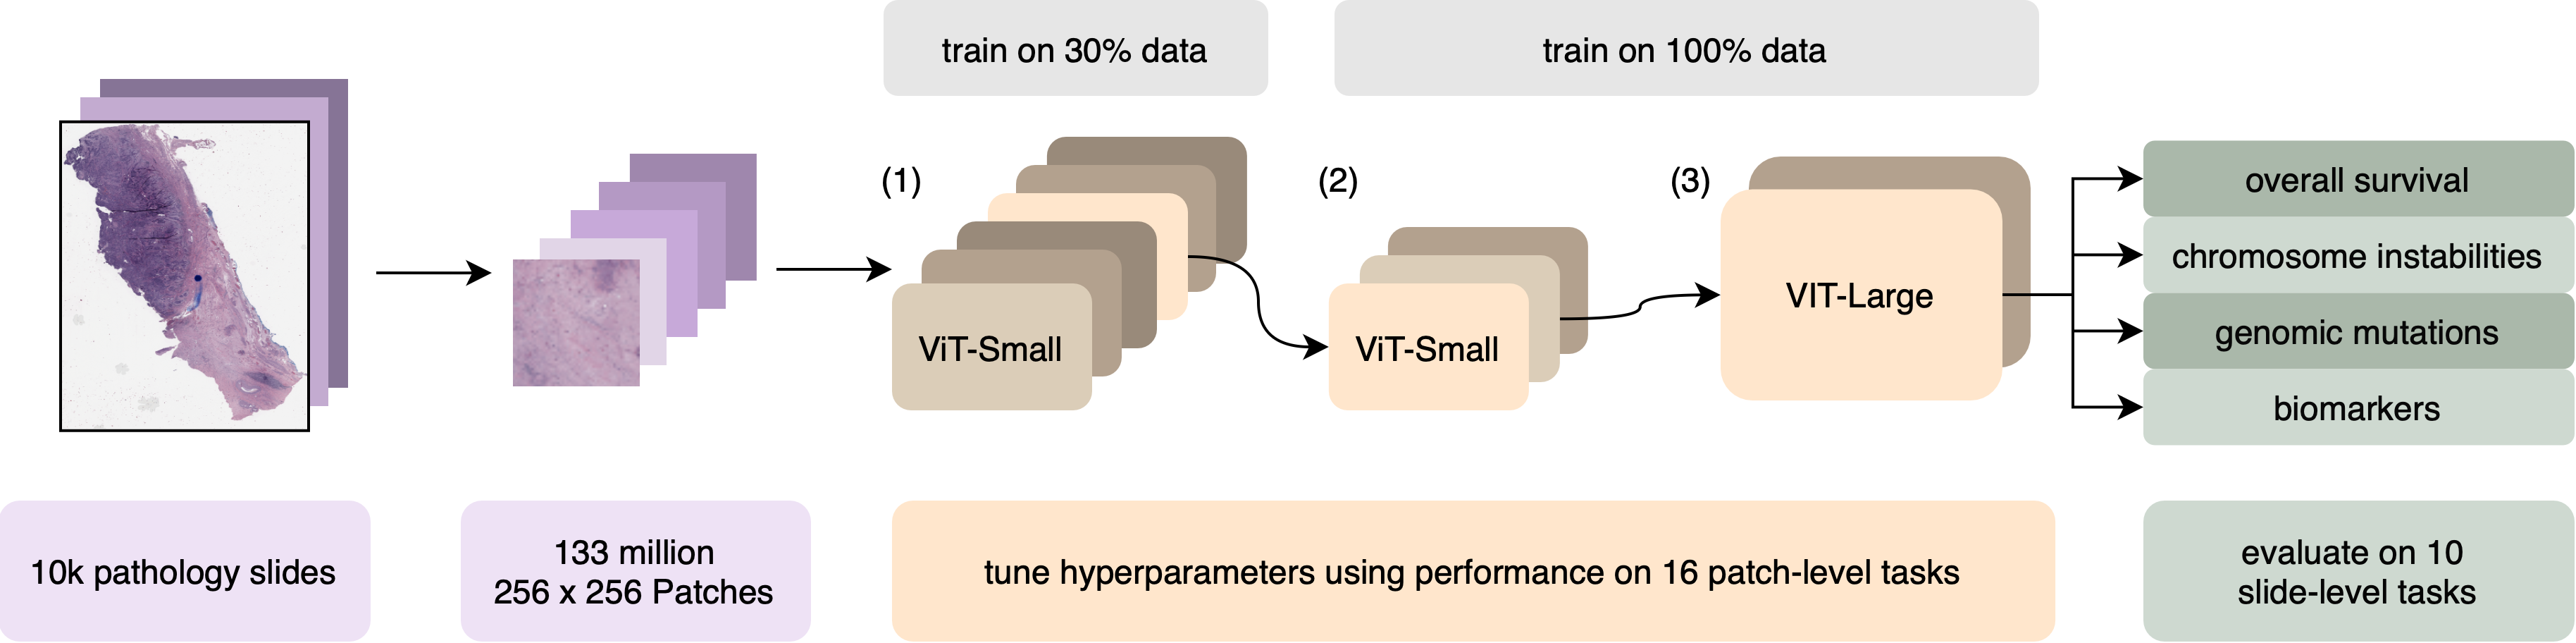 train on 30% data
train on 100% data
(1)
(2)
(3)
ViT-Small
ViT-Small
VIT-Large
overall survival
chromosome instabilities
genomic mutations
biomarkers
10k pathology slides
133 million
256 x 256 Patches
tune hyperparameters using performance on 16 patch-level tasks
evaluate on 10
slide-level tasks